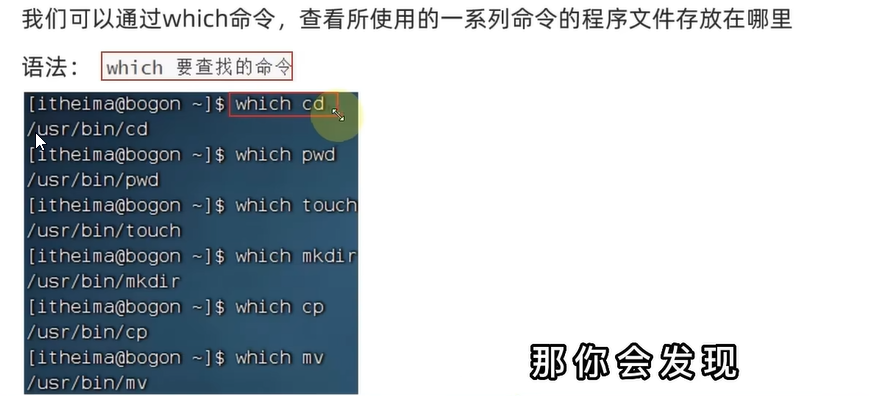 我们可以通过which命令，查看所使用的一系列命令的程序文件存放在哪里
语法： which 要查找的命令
[itheima@bogon ~]$ which cd
/usr/bin/cd
[itheima@bogon ~]$ which pwd
/usr/bin/pwd
[itheima@bogon ~]$ which touch
/usr/bin/touch
[itheima@bogon ~]$ which mkdir
/usr/bin/mkdir
[itheima@bogon ~]$ which cp
/usr/bin/cp
[itheima@bogon ~]$ which mv
/usr/bin/mv
那你会发现